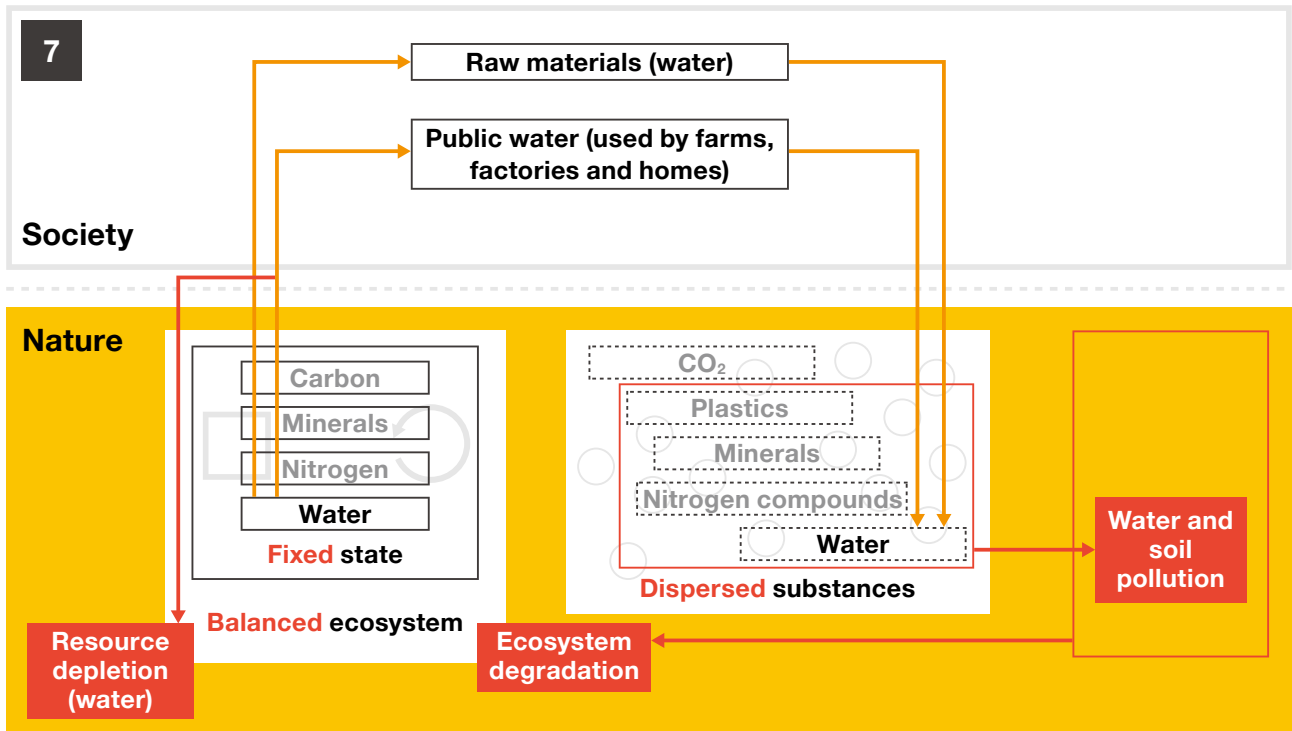 7
Raw materials (water)
Public water (used by farms,
factories and homes)
Society
Nature
Carbon
Minerals
Nitrogen
Water
Fixed state
Balanced ecosystem
CO₂
Plastics
Minerals
Nitrogen compounds
Water
Dispersed substances
Water and
soil
pollution
Resource
depletion
(water)
Ecosystem
degradation